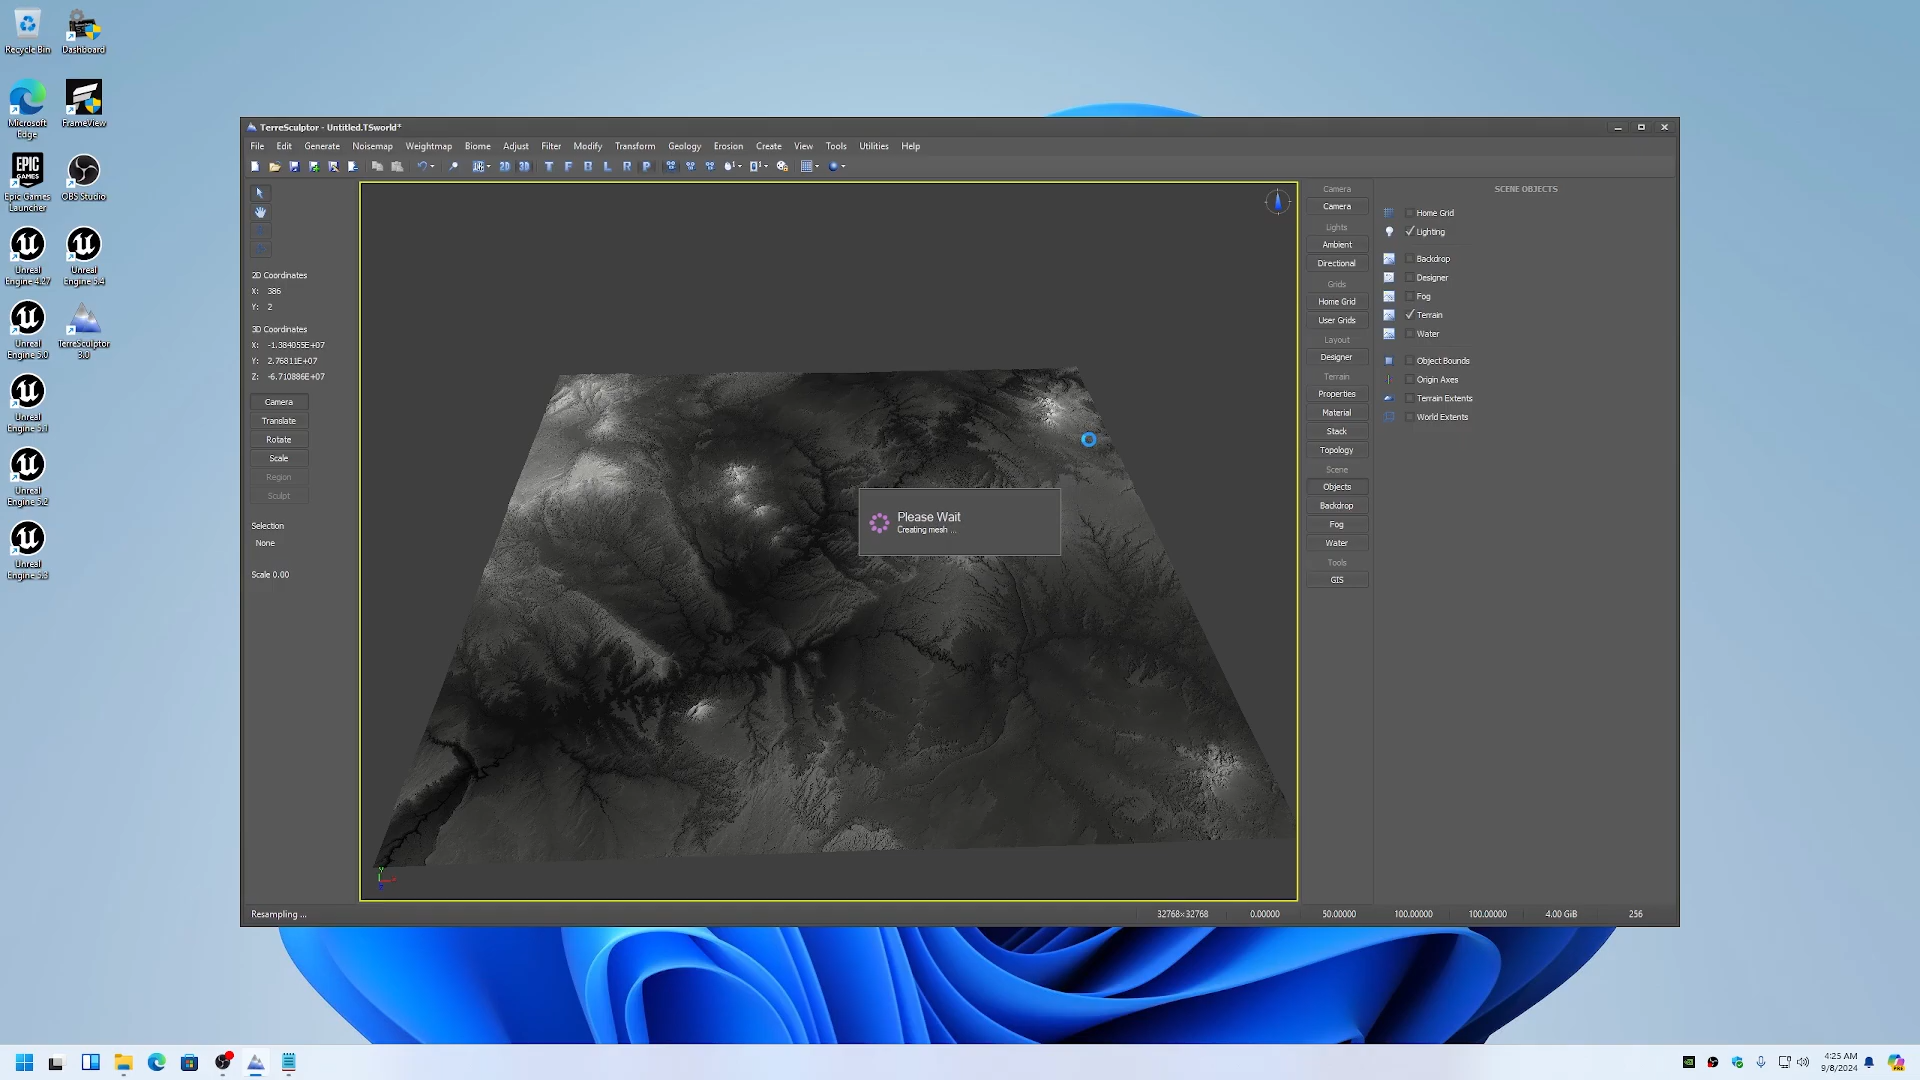 Recycle Bin
Dashboard
Microsoft
Edge
FrameView
EPIC
GAMES
Epic Games
Launcher
OBS Studio
Unreal
Engine 4.27
Unreal
Engine 5.4
Unreal
Engine 5.0
TerreSculptor
3.0
Unreal
Engine 5.1
Unreal
Engine 5.2
Unreal
Engine 5.3
TerreSculptor - Untitled.TSworld*
File Edit Generate Noisemap Weightmap Biome Adjust Filter Modify Transform Geology Erosion Create View Tools Utilities Help
2D 3D T F B L R P
2D Coordinates
X: 386
Y: 2
3D Coordinates
X: -1.384055E+07
Y: 2.76811E+07
Z: -6.710886E+07
Camera
Translate
Rotate
Scale
Region
Sculpt
Selection
None
Scale 0.00
Please Wait
Creating mesh ...
Camera
Camera
Lights
Ambient
Directional
Grids
Home Grid
User Grids
Layout
Designer
Terrain
Properties
Material
Stack
Topology
Scene
Objects
Backdrop
Fog
Water
Tools
GIS
SCENE OBJECTS
Home Grid
Lighting
Backdrop
Designer
Fog
Terrain
Water
Object Bounds
Origin Axes
Terrain Extents
World Extents
Resampling ...
32768×32768 0.00000 50.00000 100.00000 100.00000 4.00 GiB 256
4:25 AM
9/8/2024